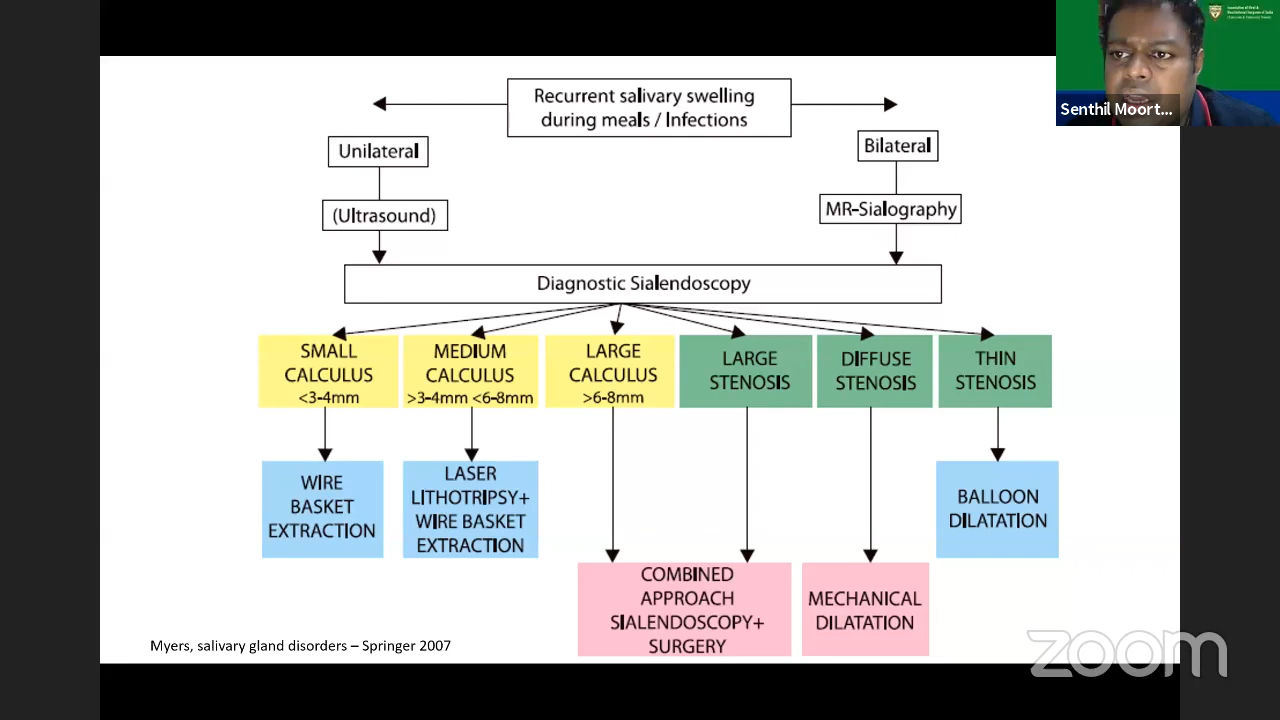 Recurrent salivary swelling
during meals / Infections
Unilateral
Bilateral
(Ultrasound)
MR-Sialography
Diagnostic Sialendoscopy
SMALL
CALCULUS
<3-4mm
MEDIUM
CALCULUS
>3-4mm <6-8mm
LARGE
CALCULUS
>6-8mm
LARGE
STENOSIS
DIFFUSE
STENOSIS
THIN
STENOSIS
WIRE
BASKET
EXTRACTION
LASER
LITHOTRIPSY+
WIRE BASKET
EXTRACTION
BALLOON
DILATATION
COMBINED
APPROACH
SIALENDOSCOPY+
SURGERY
MECHANICAL
DILATATION
Myers, salivary gland disorders – Springer 2007
Senthil Moort...
zoom